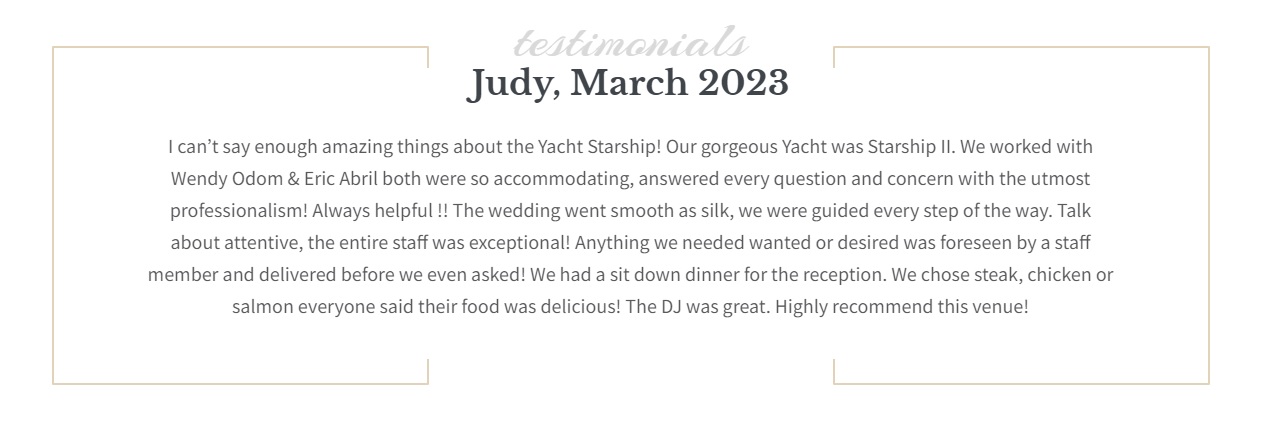 testimonials
Judy, March 2023
I can’t say enough amazing things about the Yacht Starship! Our gorgeous Yacht was Starship II. We worked with
Wendy Odom & Eric Abril both were so accommodating, answered every question and concern with the utmost
professionalism! Always helpful !! The wedding went smooth as silk, we were guided every step of the way. Talk
about attentive, the entire staff was exceptional! Anything we needed wanted or desired was foreseen by a staff
member and delivered before we even asked! We had a sit down dinner for the reception. We chose steak, chicken or
salmon everyone said their food was delicious! The DJ was great. Highly recommend this venue!